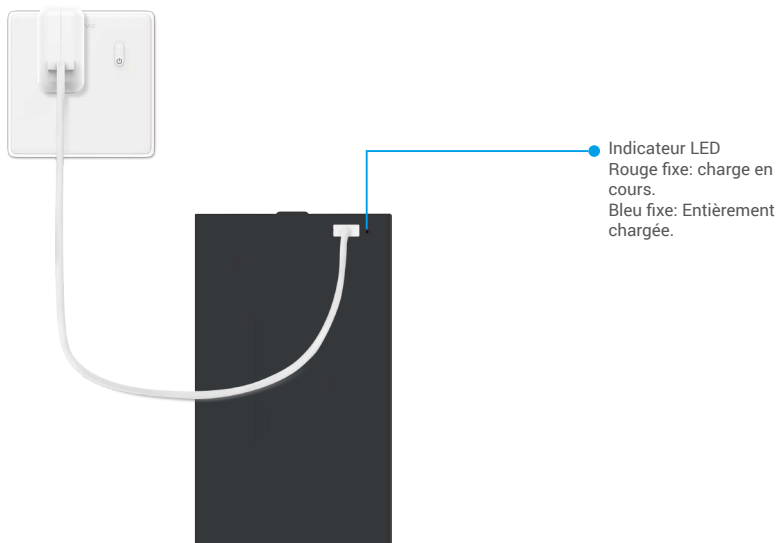 Indicateur LED
Rouge fixe: charge en
cours.
Bleu fixe: Entièrement
chargée.